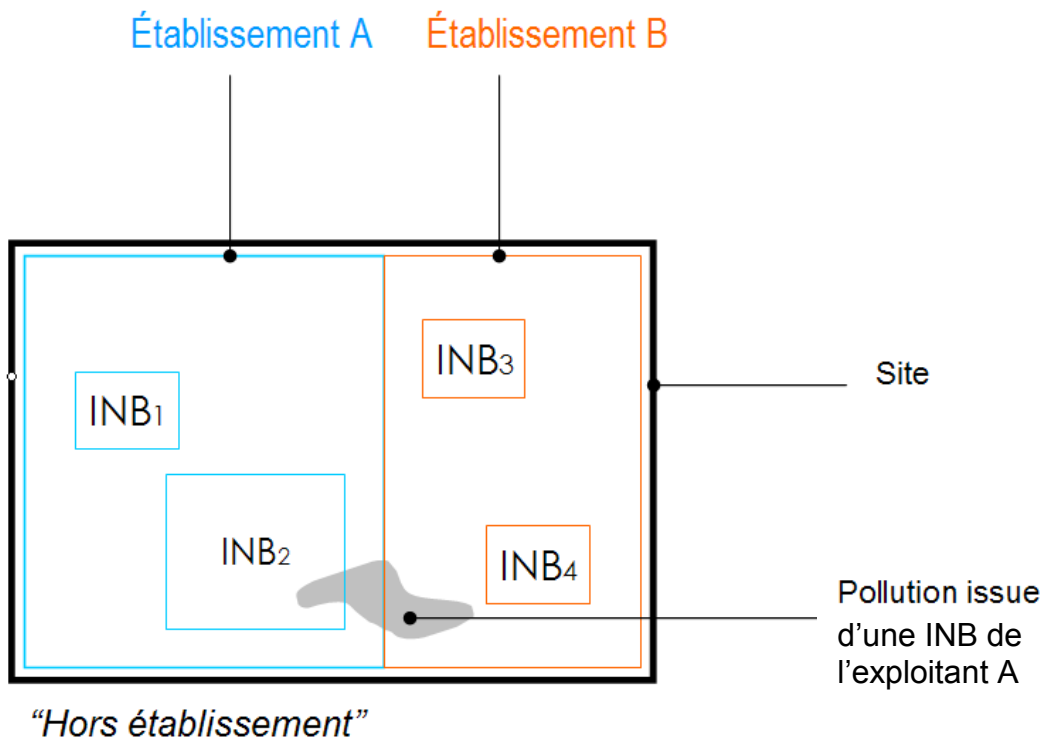 Établissement A
Établissement B
INB3
Site
INB1
INB2
INB4
Pollution issue
d’une INB de
l’exploitant A
“Hors établissement”